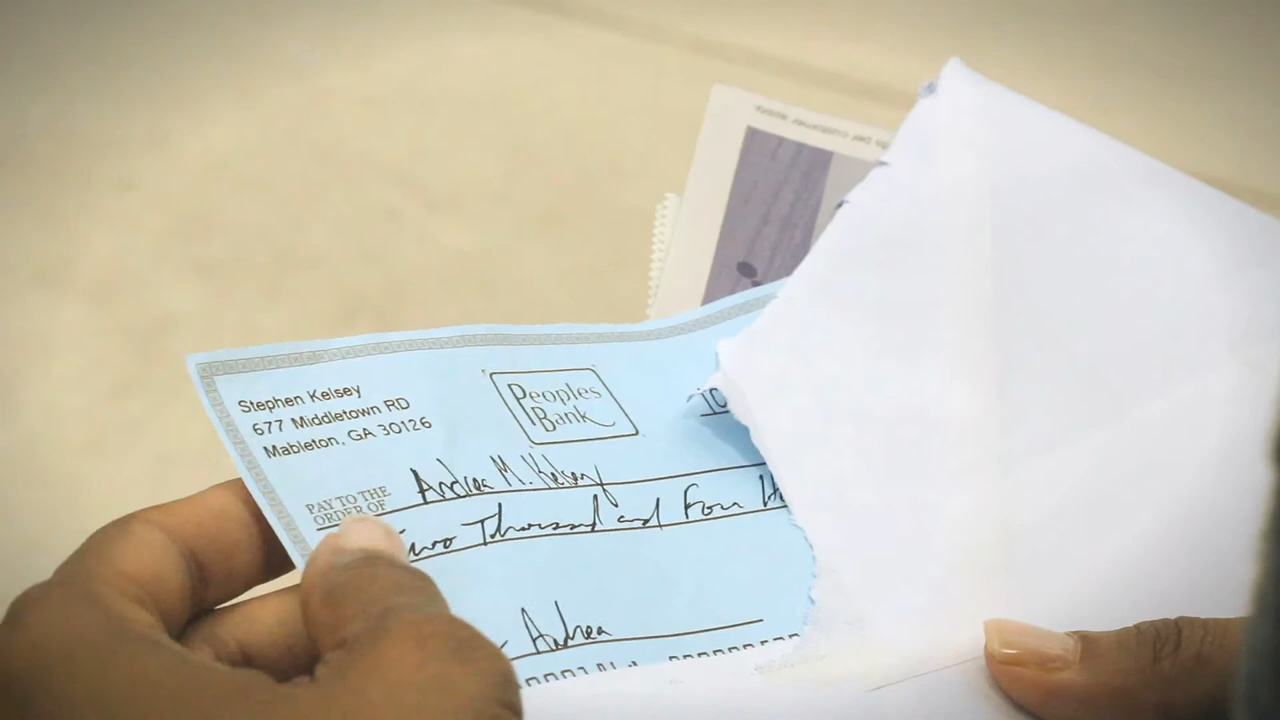 Stephen Kelsey
677 Middletown RD
Mableton, GA 30126
Peoples
Bank
10
PAY TO THE
ORDER OF
Andrea M. Kelsey
Two Thousand and Four
Andrea